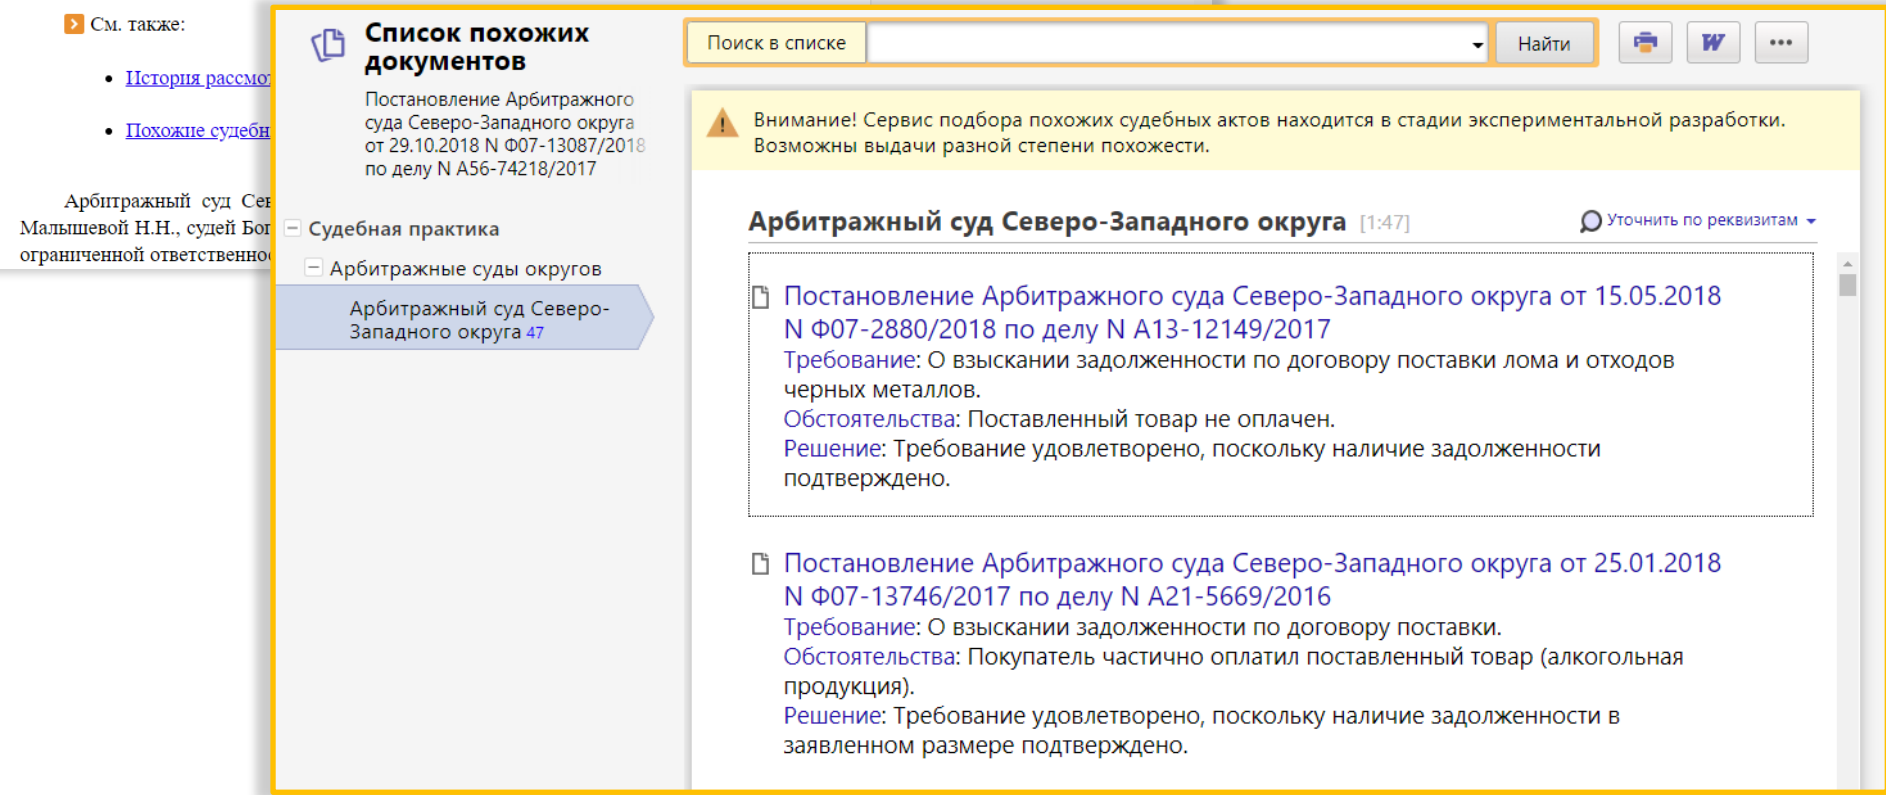 См. также:
История
Похожие
Арбитражный суд
Малышевой Н.Н., судей
ограниченной
Список похожих
документов
Постановление Арбитражного
суда Северо-Западного округа
от 29.10.2018 N Ф07-13087/2018
по делу N А56-74218/2017
Судебная практика
Арбитражные суды округов
Арбитражный суд Северо-
Западного округа 47
Поиск в списке
Найти
W
Внимание! Сервис подбора похожих судебных актов находится в стадии экспериментальной разработки.
Возможны выдачи разной степени похожести.
Арбитражный суд Северо-Западного округа [1:47]
Уточнить по реквизитам
Постановление Арбитражного суда Северо-Западного округа от 15.05.2018
N Ф07-2880/2018 по делу N А13-12149/2017
Требование: О взыскании задолженности по договору поставки лома и отходов
черных металлов.
Обстоятельства: Поставленный товар не оплачен.
Решение: Требование удовлетворено, поскольку наличие задолженности
подтверждено.
Постановление Арбитражного суда Северо-Западного округа от 25.01.2018
N Ф07-13746/2017 по делу N А21-5669/2016
Требование: О взыскании задолженности по договору поставки.
Обстоятельства: Покупатель частично оплатил поставленный товар (алкогольная
продукция).
Решение: Требование удовлетворено, поскольку наличие задолженности в
заявленном размере подтверждено.